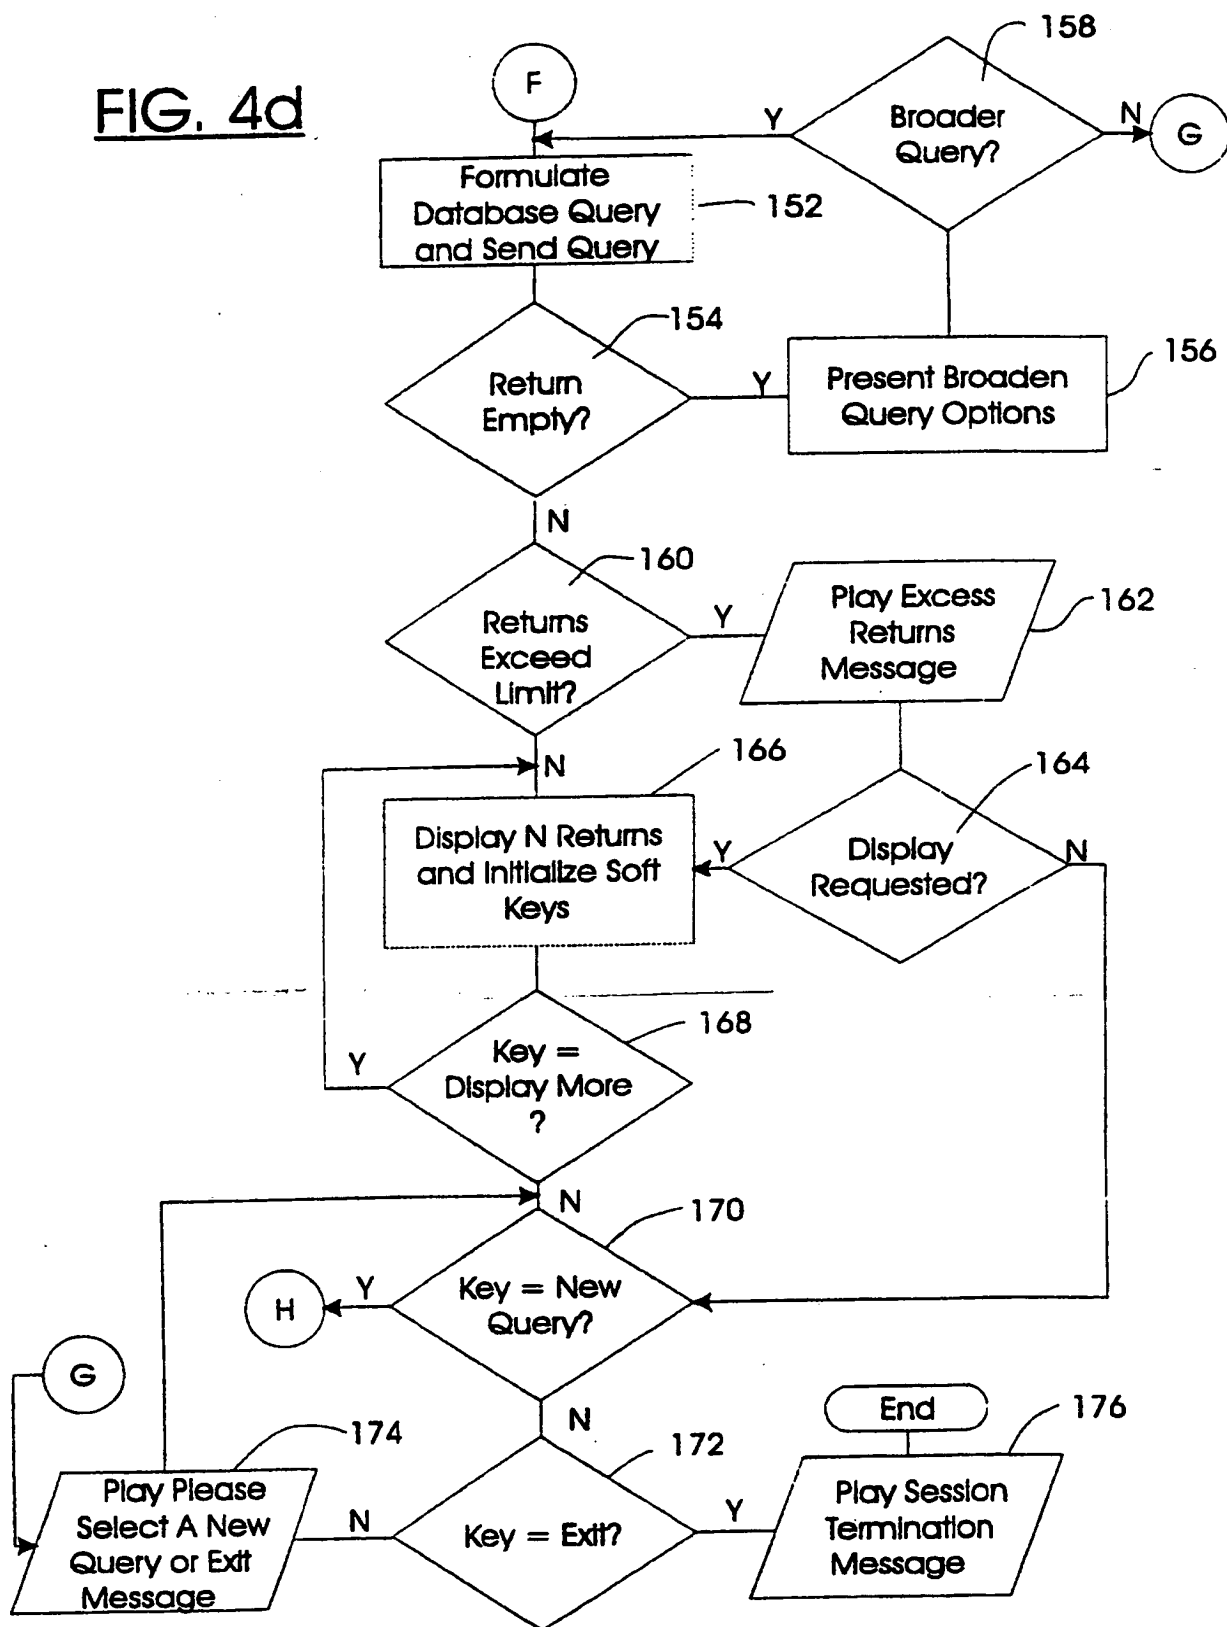 FIG. 4d
F
158
Broader
Query?
Y
N
G
Formulate
Database Query
and Send Query
152
154
Return
Empty?
Y
Present Broaden
Query Options
156
N
160
Returns
Exceed
Limit?
Y
Play Excess
Returns
Message
162
N
166
164
Display N Returns
and Initialize Soft
Keys
Y
Display
Requested?
N
168
Key =
Display More
?
Y
N
170
Key = New
Query?
Y
H
G
N
End
176
174
172
Play Please
Select A New
Query or Exit
Message
N
Key = Exit?
Y
Play Session
Termination
Message